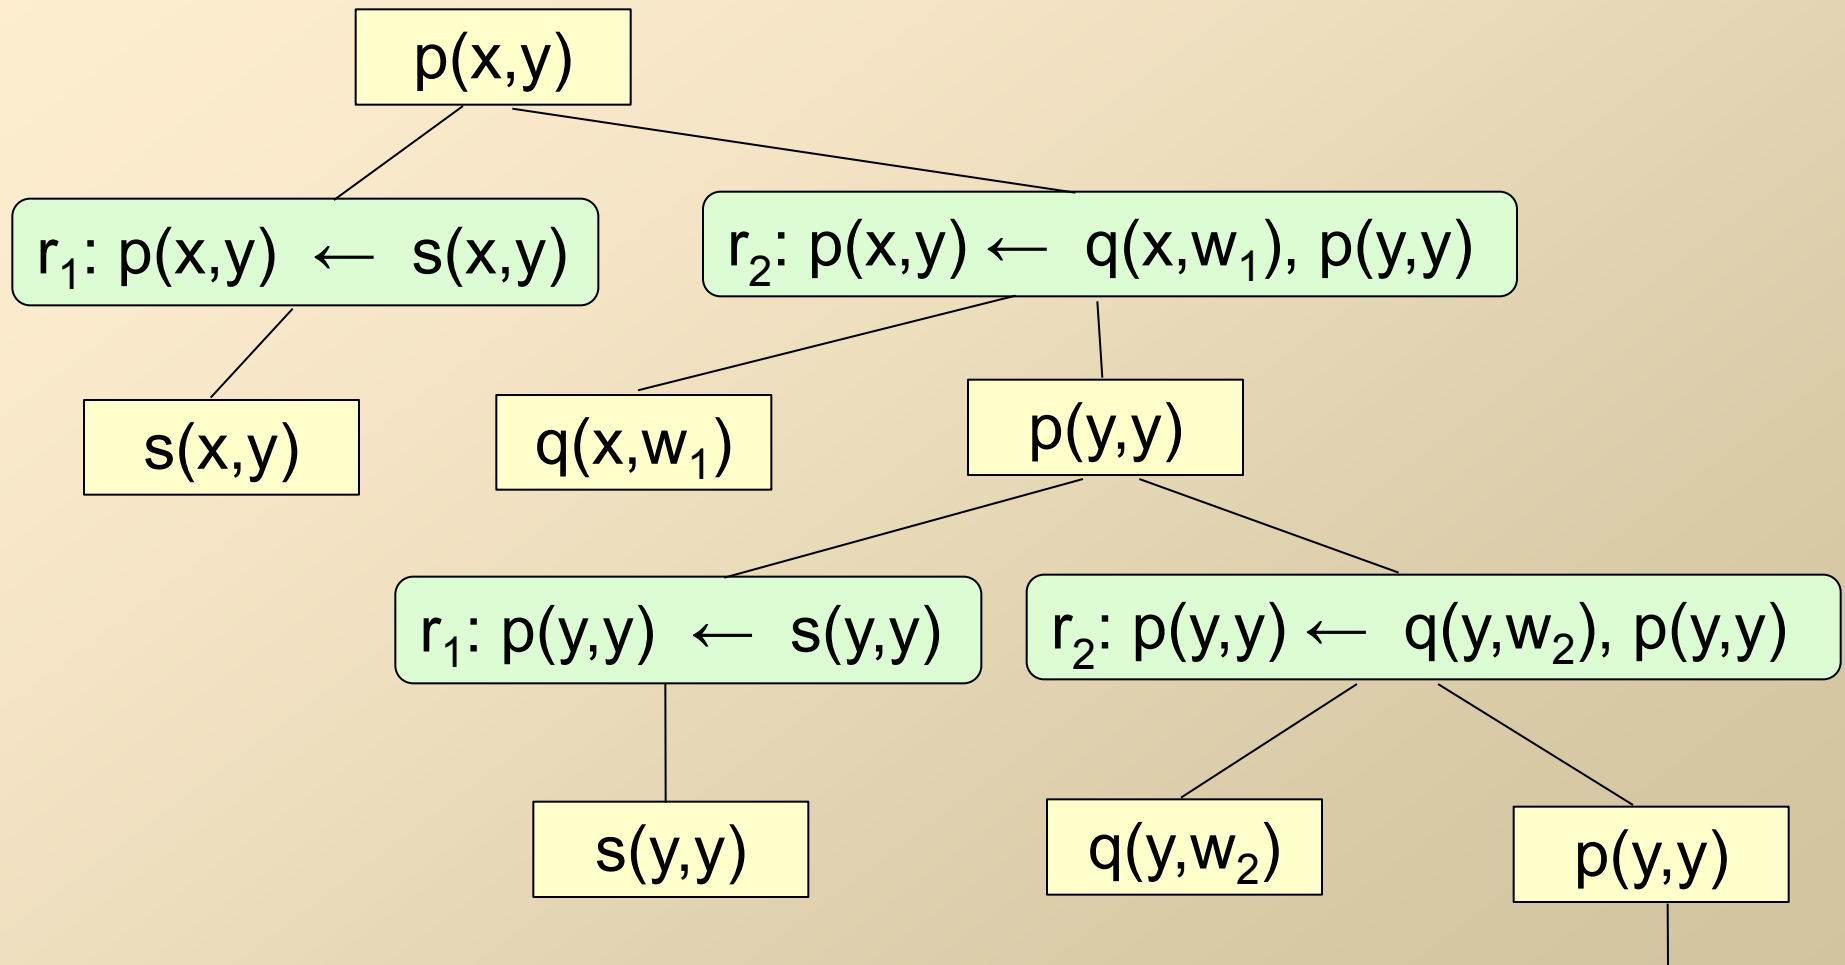 p(x,y)
r₁: p(x,y) ← s(x,y)
r₂: p(x,y) ← q(x,w₁), p(y,y)
s(x,y)
q(x,w₁)
p(y,y)
r₁: p(y,y) ← s(y,y)
r₂: p(y,y) ← q(y,w₂), p(y,y)
s(y,y)
q(y,w₂)
p(y,y)